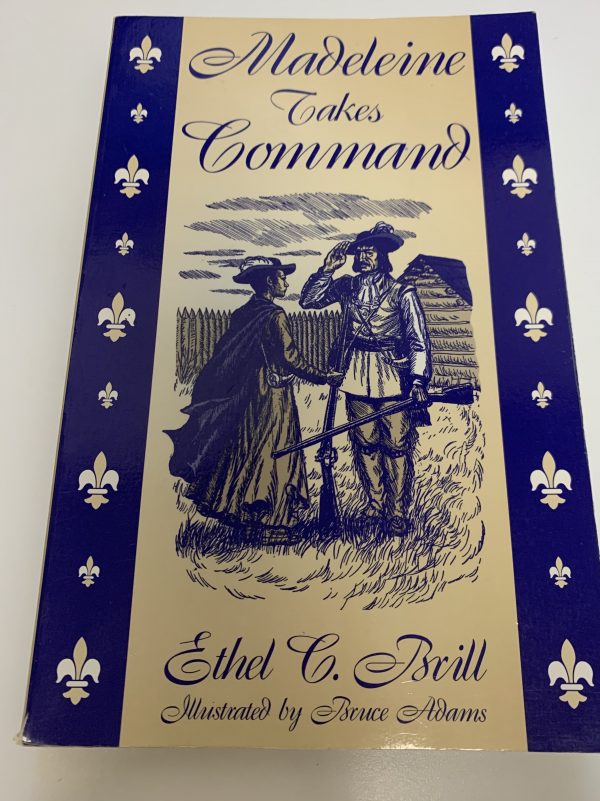 Madeleine
Takes
Command
Ethel C. Brill
Illustrated by Bruce Adams